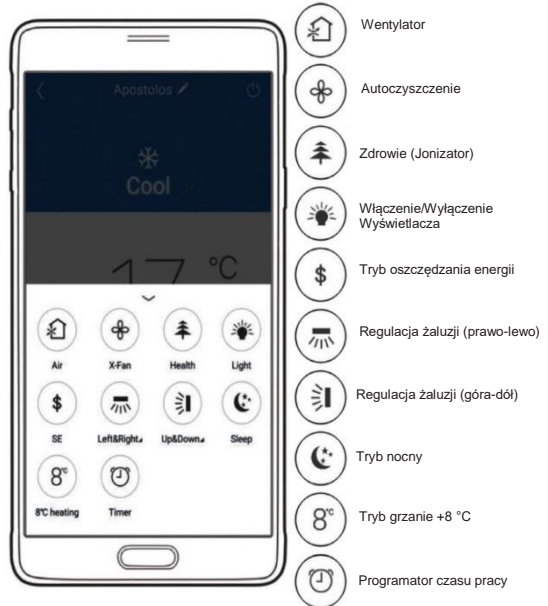 Apostolos
Cool
17 °C
Air
X-Fan
Health
Light
$
SE
Left&Right
Up&Down
Sleep
8°C
8°C heating
Timer
Wentylator
Autoczyszczenie
Zdrowie (Jonizator)
Włączenie/Wyłączenie
Wyświetlacza
$
Tryb oszczędzania energii
Regulacja żaluzji (prawo-lewo)
Regulacja żaluzji (góra-dół)
Tryb nocny
8°C
Tryb grzanie +8 °C
Programator czasu pracy